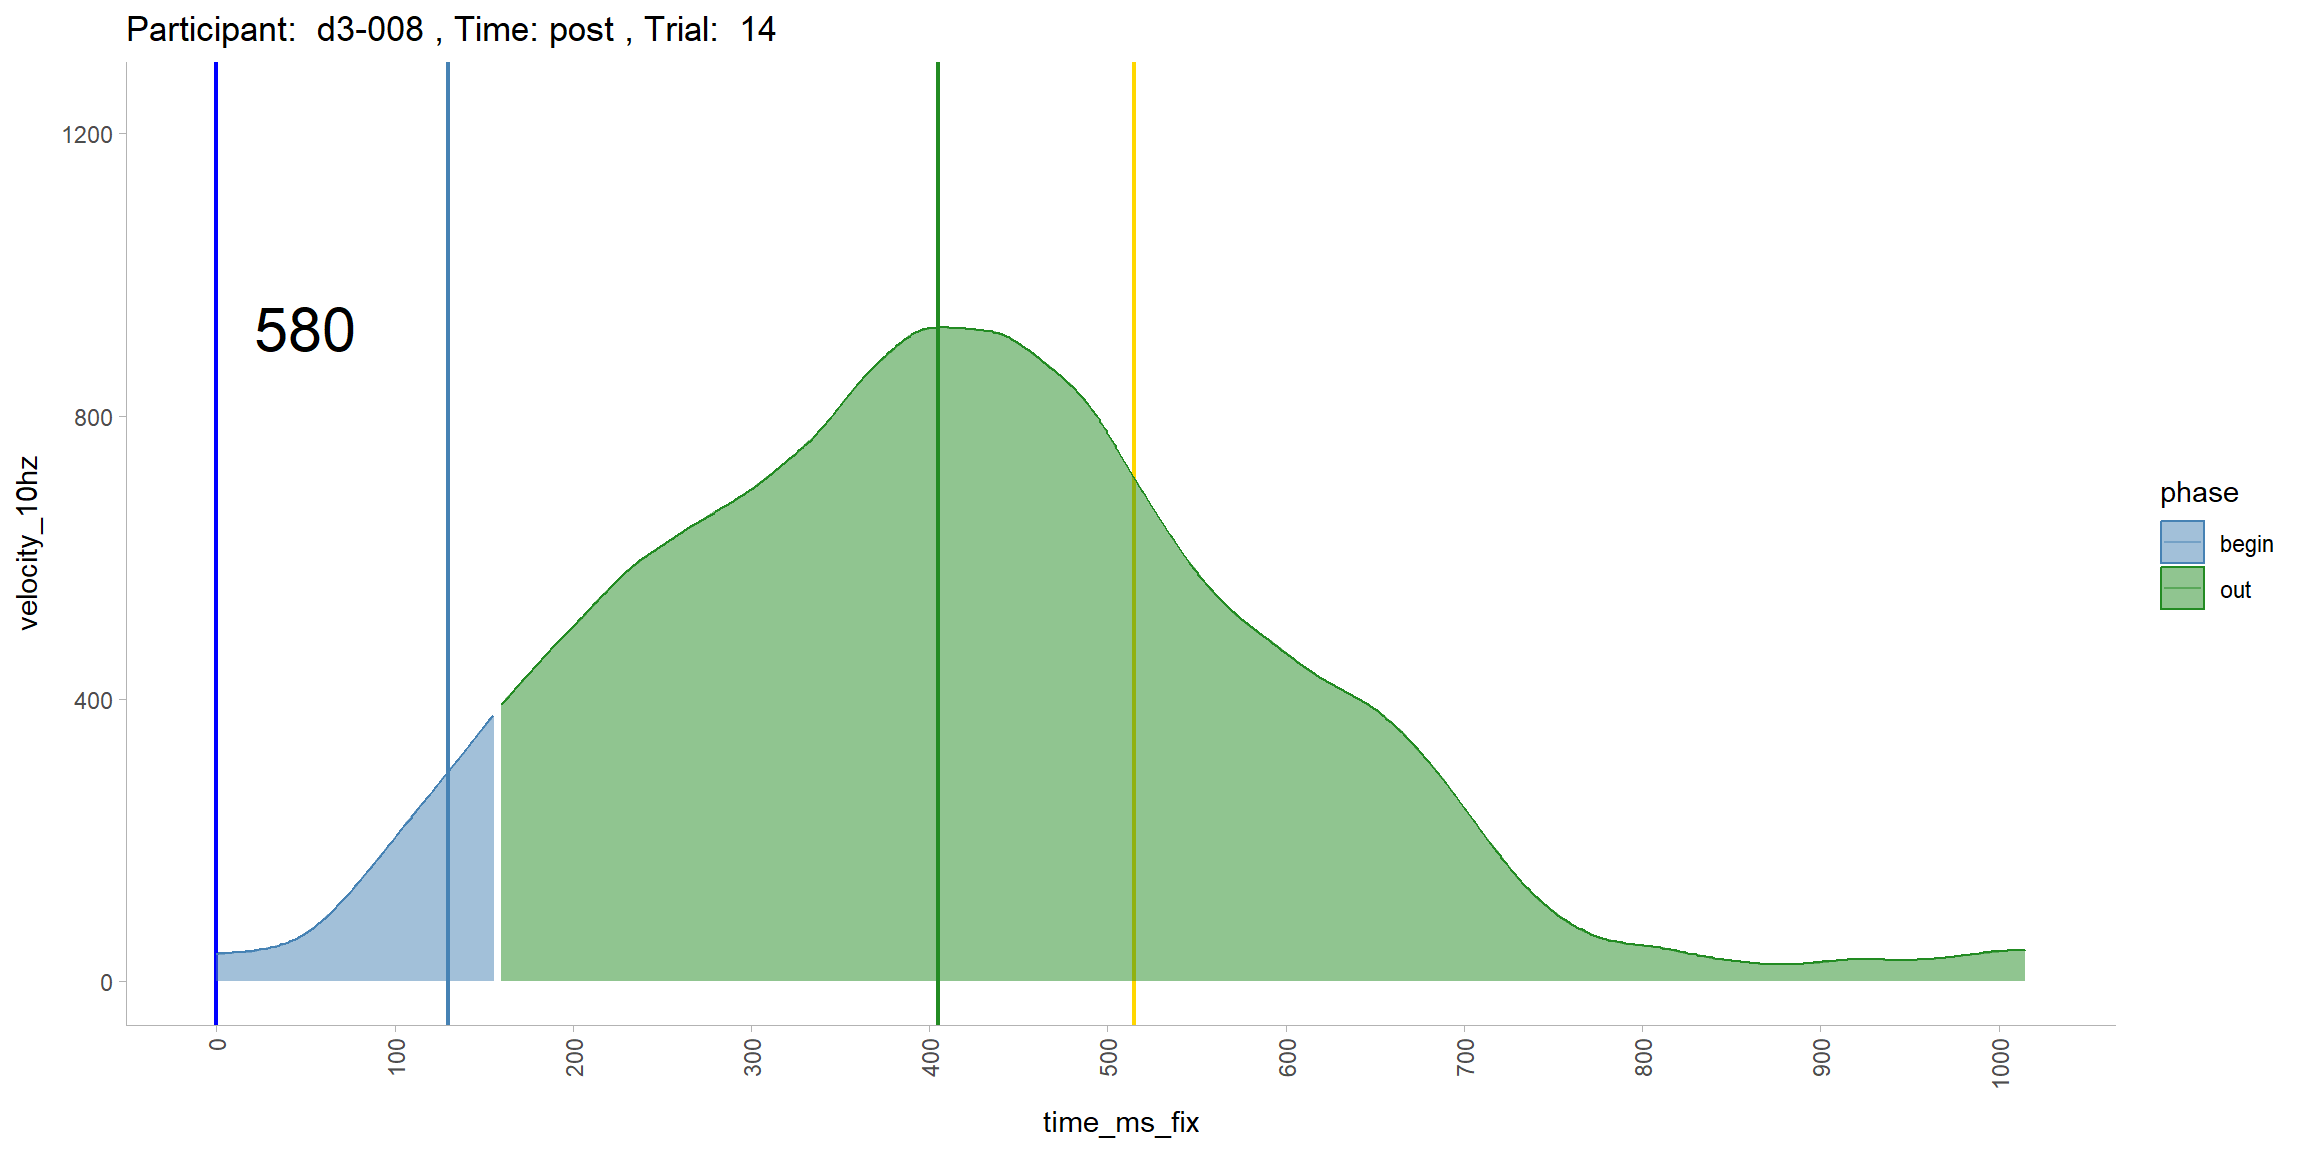 Participant:  d3-008 , Time: post , Trial:  14
1200
800
400
0
velocity_10hz
580
0 100 200 300 400 500 600 700 800 900 1000
time_ms_fix
phase
begin
out